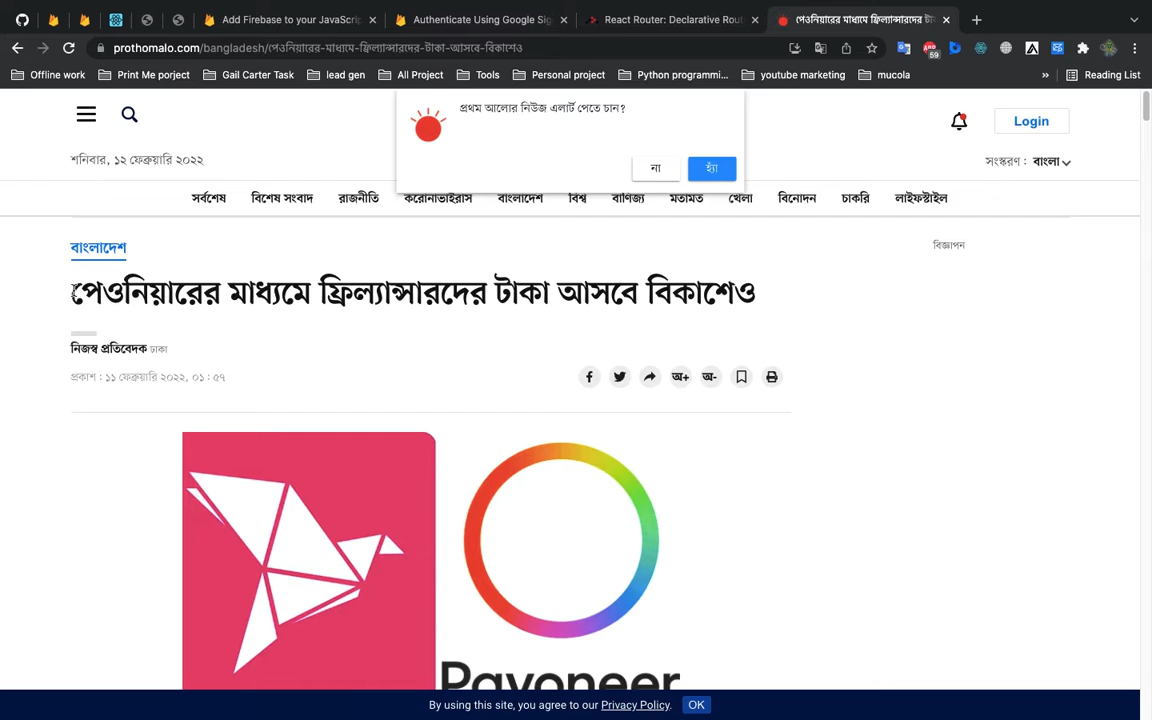 Add Firebase to your JavaScrip
Authenticate Using Google Sig
React Router: Declarative Rout
পেওনিয়ারের মাধ্যমে ফ্রিল্যান্সারদের টা
prothomalo.com/bangladesh/পেওনিয়ারের-মাধ্যমে-ফ্রিল্যান্সারদের-টাকা-আসবে-বিকাশেও
59
Offline work
Print Me porject
Gail Carter Task
lead gen
All Project
Tools
Personal project
Python programmi...
youtube marketing
mucola
»
Reading List
প্রথম আলোর নিউজ এলার্ট পেতে চান?
না
হ্যাঁ
Login
শনিবার, ১২ ফেব্রুয়ারি ২০২২
সংস্করণ : বাংলা
সর্বশেষ
বিশেষ সংবাদ
রাজনীতি
করোনাভাইরাস
বাংলাদেশ
বিশ্ব
বাণিজ্য
মতামত
খেলা
বিনোদন
চাকরি
লাইফস্টাইল
বাংলাদেশ
বিজ্ঞাপন
পেওনিয়ারের মাধ্যমে ফ্রিল্যান্সারদের টাকা আসবে বিকাশেও
নিজস্ব প্রতিবেদক ঢাকা
প্রকাশ : ১১ ফেব্রুয়ারি ২০২২, ০১ : ৫৭
অ+
অ-
Payoneer
By using this site, you agree to our Privacy Policy.
OK